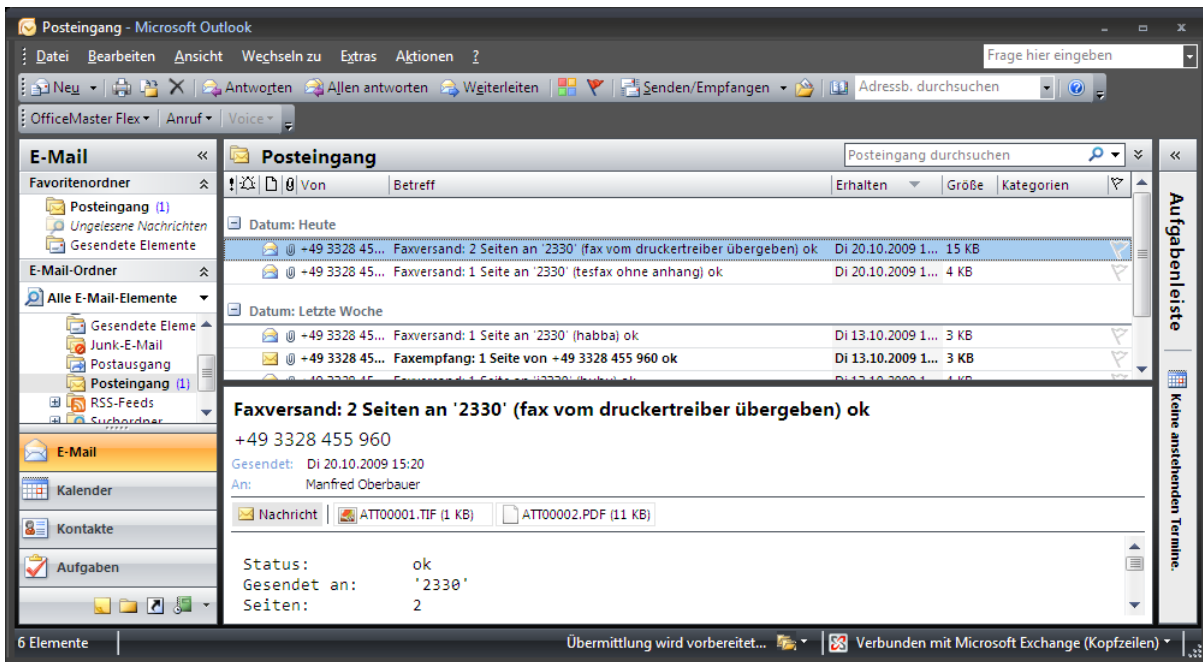 Posteingang - Microsoft Outlook
Datei Bearbeiten Ansicht Wechseln zu Extras Aktionen ?
Frage hier eingeben
Neu Antworten Allen antworten Weiterleiten Senden/Empfangen Adressb. durchsuchen
OfficeMaster Flex Anruf Voice
E-Mail «
Favoritenordner
Posteingang (1)
Ungelesene Nachrichten
Gesendete Elemente
E-Mail-Ordner
Alle E-Mail-Elemente
Gesendete Eleme
Junk-E-Mail
Postausgang
Posteingang (1)
RSS-Feeds
Suchordner
E-Mail
Kalender
Kontakte
Aufgaben
Posteingang
Posteingang durchsuchen
Von Betreff Erhalten Größe Kategorien
Datum: Heute
+49 3328 45... Faxversand: 2 Seiten an '2330' (fax vom druckertreiber übergeben) ok Di 20.10.2009 1... 15 KB
+49 3328 45... Faxversand: 1 Seite an '2330' (tesfax ohne anhang) ok Di 20.10.2009 1... 4 KB
Datum: Letzte Woche
+49 3328 45... Faxversand: 1 Seite an '2330' (habba) ok Di 13.10.2009 1... 3 KB
+49 3328 45... Faxempfang: 1 Seite von +49 3328 455 960 ok Di 13.10.2009 1... 3 KB
Faxversand: 2 Seiten an '2330' (fax vom druckertreiber übergeben) ok
+49 3328 455 960
Gesendet: Di 20.10.2009 15:20
An: Manfred Oberbauer
Nachricht ATT00001.TIF (1 KB) ATT00002.PDF (11 KB)
Status: ok
Gesendet an: '2330'
Seiten: 2
«
Aufgabenleiste
Keine anstehenden Termine.
6 Elemente
Übermittlung wird vorbereitet... Verbunden mit Microsoft Exchange (Kopfzeilen)